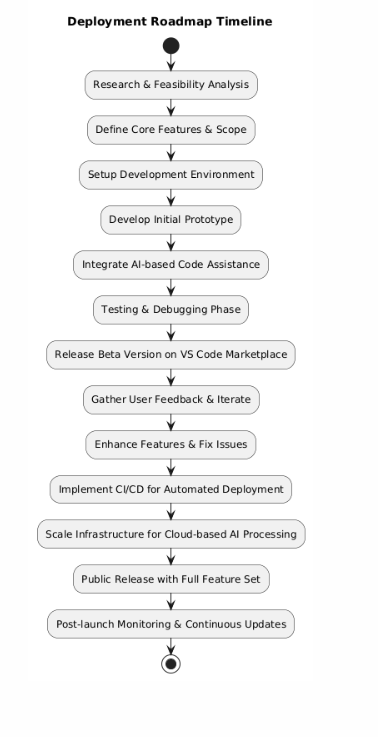 Deployment Roadmap Timeline
Research & Feasibility Analysis
Define Core Features & Scope
Setup Development Environment
Develop Initial Prototype
Integrate AI-based Code Assistance
Testing & Debugging Phase
Release Beta Version on VS Code Marketplace
Gather User Feedback & Iterate
Enhance Features & Fix Issues
Implement CI/CD for Automated Deployment
Scale Infrastructure for Cloud-based AI Processing
Public Release with Full Feature Set
Post-launch Monitoring & Continuous Updates